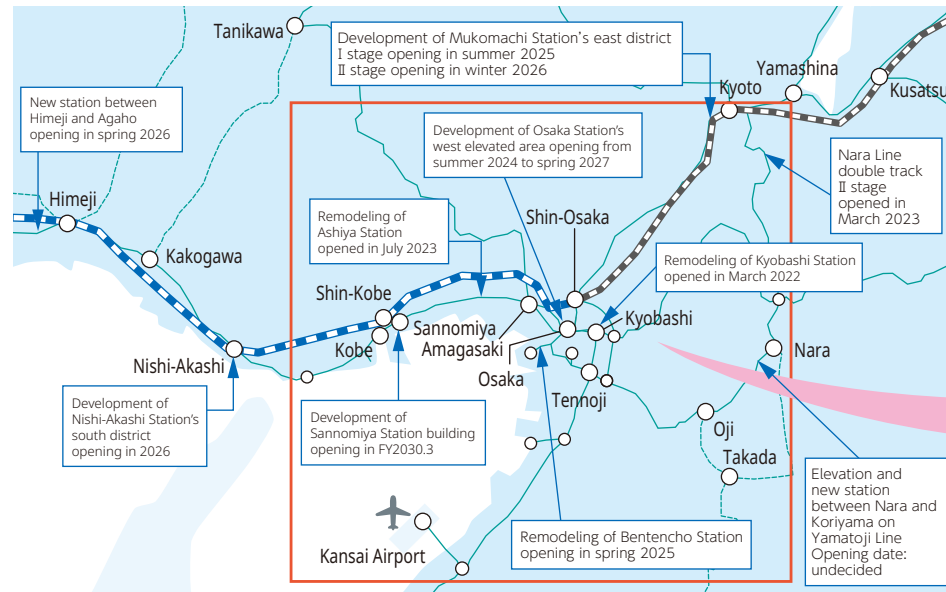 Tanikawa
Development of Mukomachi Station's east district
I stage opening in summer 2025
II stage opening in winter 2026
Yamashina
Kyoto
Kusatsu
New station between
Himeji and Agaho
opening in spring 2026
Development of Osaka Station's
west elevated area opening from
summer 2024 to spring 2027
Nara Line
double track
II stage
opened in
March 2023
Himeji
Remodeling of
Ashiya Station
opened in July 2023
Shin-Osaka
Kakogawa
Remodeling of Kyobashi Station
opened in March 2022
Shin-Kobe
Sannomiya
Kyobashi
Amagasaki
Kobe
Nishi-Akashi
Nara
Osaka
Tennoji
Development of
Nishi-Akashi Station's
south district
opening in 2026
Development of
Sannomiya Station building
opening in FY2030.3
Oji
Takada
Elevation and
new station
between Nara and
Koriyama on
Yamatoji Line
Opening date:
undecided
Remodeling of Bentencho Station
opening in spring 2025
Kansai Airport